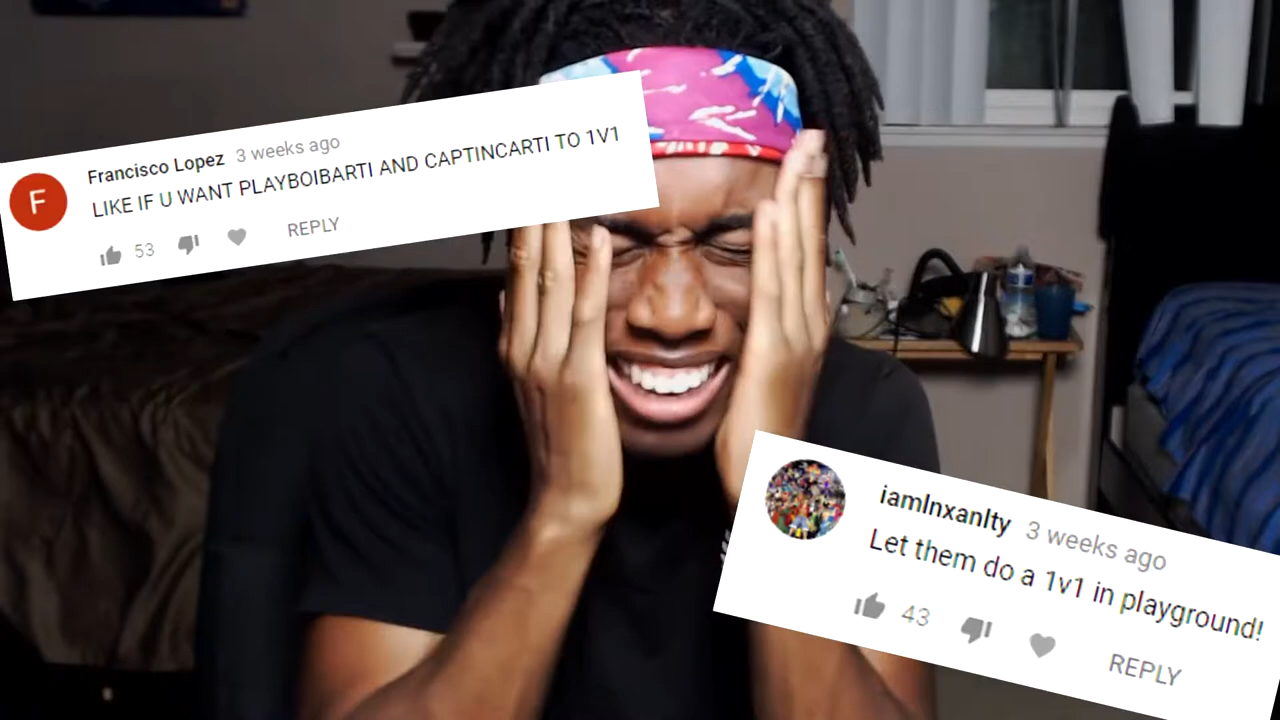 Francisco Lopez 3 weeks ago
F
LIKE IF U WANT PLAYBOIBARTI AND CAPTINCARTI TO 1V1
53 REPLY
iamInxanIty 3 weeks ago
Let them do a 1v1 in playground!
43 REPLY